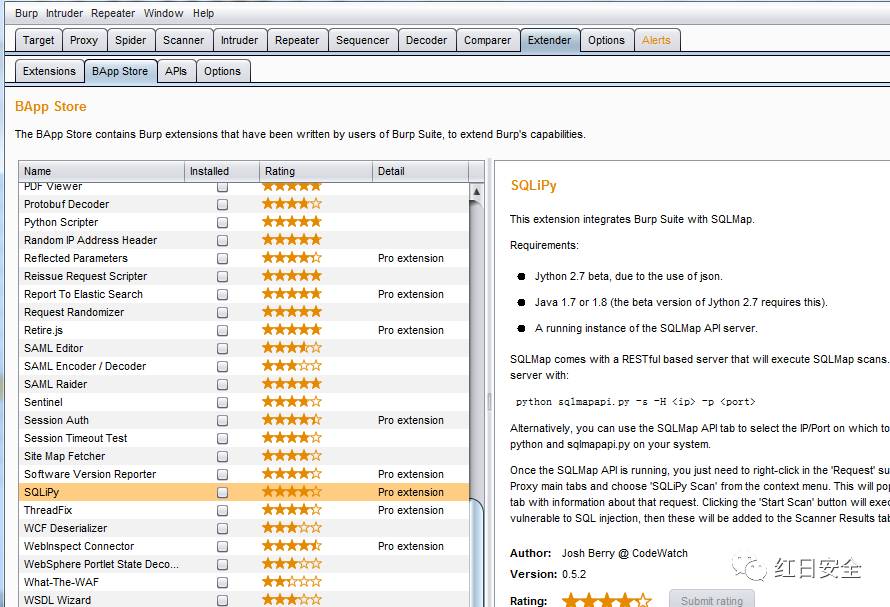 Burp Intruder Repeater Window Help
Target Proxy Spider Scanner Intruder Repeater Sequencer Decoder Comparer Extender Options Alerts
Extensions BApp Store APIs Options
BApp Store
The BApp Store contains Burp extensions that have been written by users of Burp Suite, to extend Burp's capabilities.
Name Installed Rating Detail
PDF Viewer
Protobuf Decoder
Python Scripter
Random IP Address Header
Reflected Parameters Pro extension
Reissue Request Scripter
Report To Elastic Search Pro extension
Request Randomizer
Retire.js Pro extension
SAML Editor
SAML Encoder / Decoder
SAML Raider
Sentinel
Session Auth Pro extension
Session Timeout Test
Site Map Fetcher
Software Version Reporter Pro extension
SQLiPy Pro extension
ThreadFix Pro extension
WCF Deserializer
WebInspect Connector Pro extension
WebSphere Portlet State Deco...
What-The-WAF
WSDL Wizard
SQLiPy
This extension integrates Burp Suite with SQLMap.
Requirements:
Jython 2.7 beta, due to the use of json.
Java 1.7 or 1.8 (the beta version of Jython 2.7 requires this).
A running instance of the SQLMap API server.
SQLMap comes with a RESTful based server that will execute SQLMap scans.
server with:
python sqlmapapi.py -s -H <ip> -p <port>
Alternatively, you can use the SQLMap API tab to select the IP/Port on which to
python and sqlmapapi.py on your system.
Once the SQLMap API is running, you just need to right-click in the 'Request' su
Proxy main tabs and choose 'SQLiPy Scan' from the context menu. This will pop
tab with information about that request. Clicking the 'Start Scan' button will exec
vulnerable to SQL injection, then these will be added to the Scanner Results tab
Author: Josh Berry @ CodeWatch
Version: 0.5.2
Rating: Submit rating
红日安全